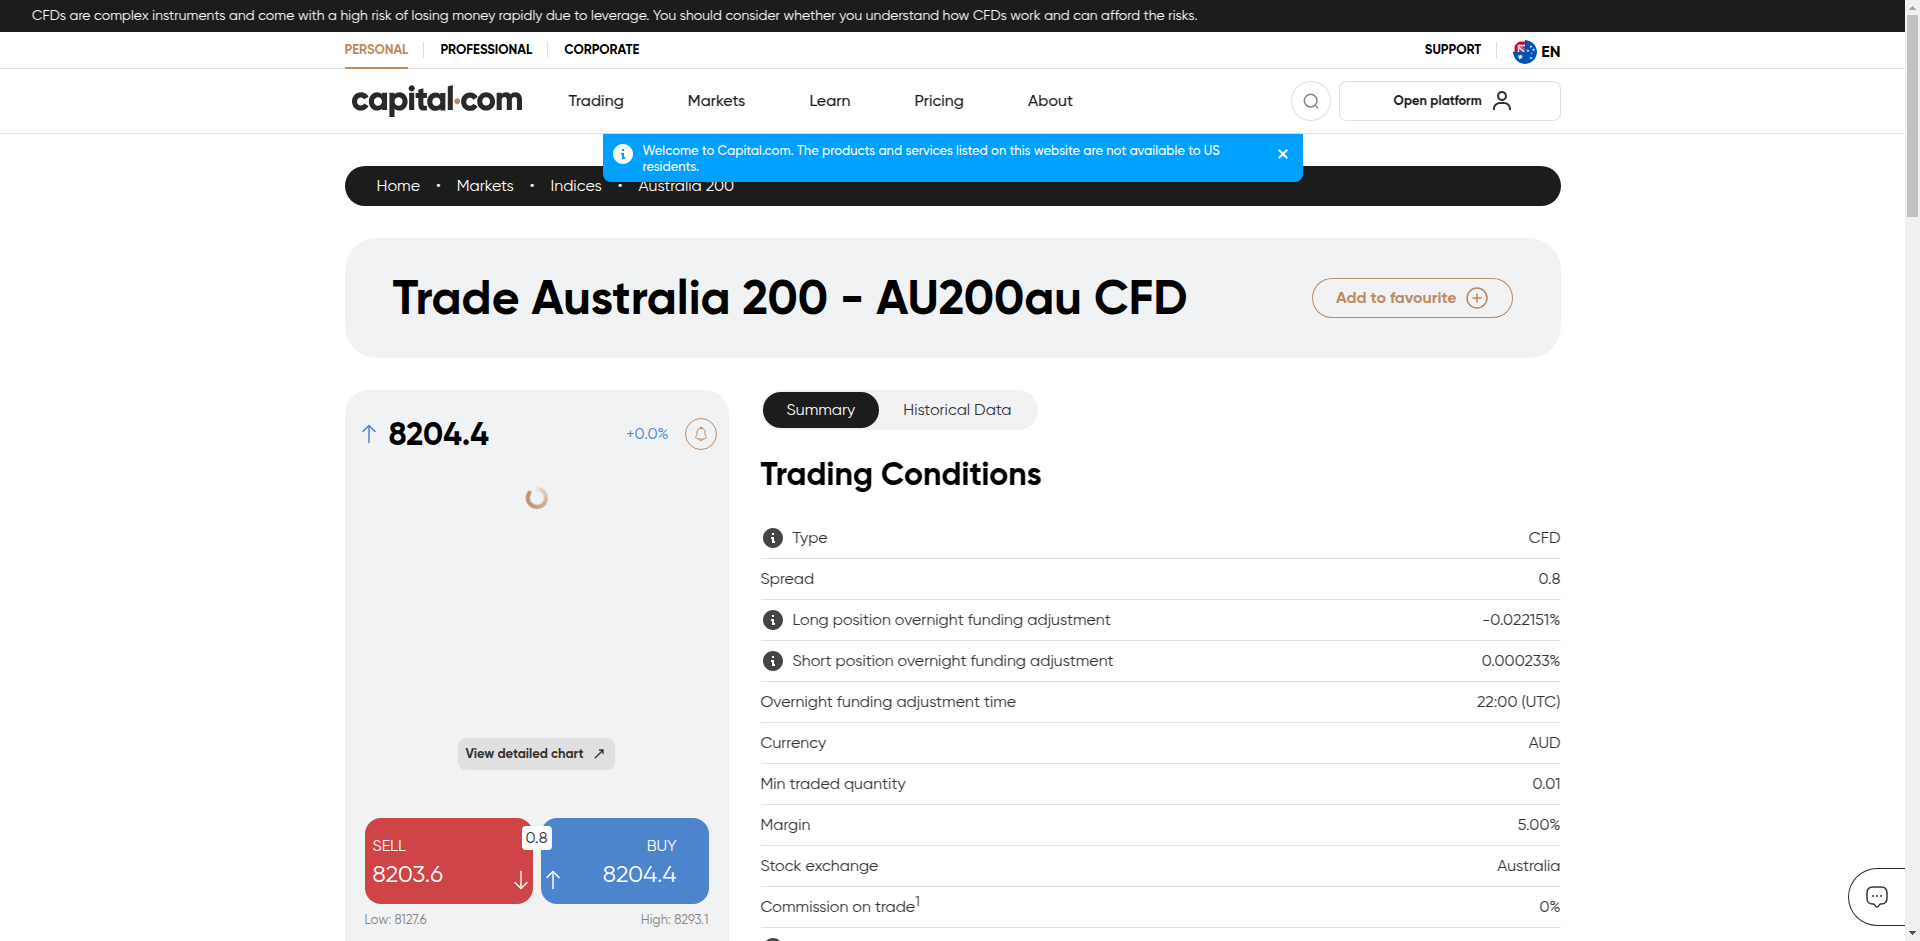 CFDs are complex instruments and come with a high risk of losing money rapidly due to leverage. You should consider whether you understand how CFDs work and can afford the risks.
PERSONAL PROFESSIONAL CORPORATE SUPPORT EN
capital.com Trading Markets Learn Pricing About Open platform
Welcome to Capital.com. The products and services listed on this website are not available to US
residents.
Home • Markets • Indices • Australia 200
Trade Australia 200 - AU200au CFD
Add to favourite
8204.4 +0.0%
View detailed chart
SELL 0.8 BUY
8203.6 8204.4
Low: 8127.6 High: 8293.1
Summary Historical Data
Trading Conditions
Type CFD
Spread 0.8
Long position overnight funding adjustment -0.022151%
Short position overnight funding adjustment 0.000233%
Overnight funding adjustment time 22:00 (UTC)
Currency AUD
Min traded quantity 0.01
Margin 5.00%
Stock exchange Australia
Commission on trade1 0%